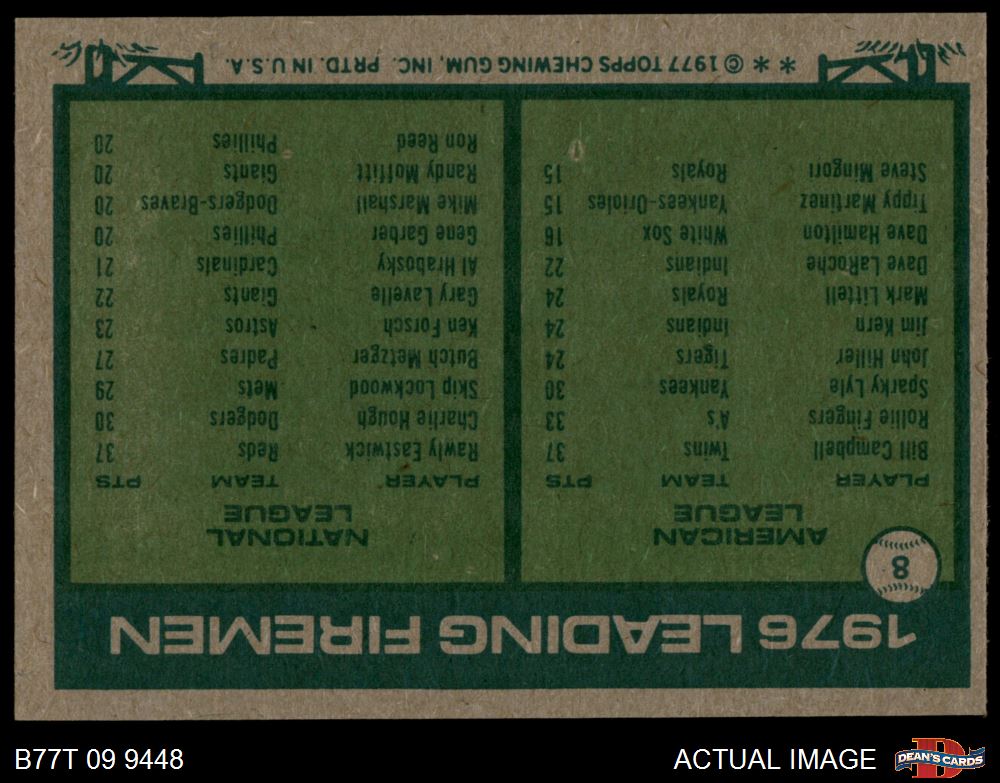 1976 LEADING FIREMEN
8
AMERICAN LEAGUE
PLAYER TEAM PTS
Bill Campbell Twins 37
Rollie Fingers A's 33
Sparky Lyle Yankees 30
John Hiller Tigers 24
Jim Kern Indians 24
Mark Littell Royals 24
Dave LaRoche Indians 22
Dave Hamilton White Sox 16
Tippy Martinez Yankees-Orioles 15
Steve Mingori Royals 15
NATIONAL LEAGUE
PLAYER TEAM PTS
Rawly Eastwick Reds 37
Charlie Hough Dodgers 30
Skip Lockwood Mets 29
Butch Metzger Padres 27
Ken Forsch Astros 23
Gary Lavelle Giants 22
Al Hrabosky Cardinals 21
Gene Garber Phillies 20
Mike Marshall Dodgers-Braves 20
Randy Moffitt Giants 20
Ron Reed Phillies 20
* * © 1977 TOPPS CHEWING GUM, INC. PRTD. IN U.S.A.
B77T 09 9448
ACTUAL IMAGE
D
DEAN'S CARDS